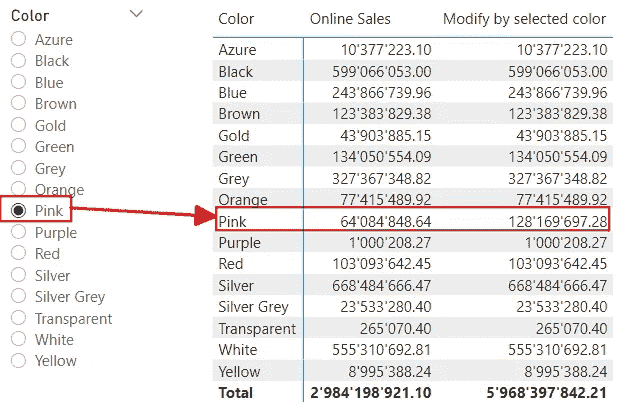 Color
Azure
Black
Blue
Brown
Gold
Green
Grey
Orange
Pink
Purple
Red
Silver
Silver Grey
Transparent
White
Yellow
Color Online Sales Modify by selected color
Azure 10'377'223.10 10'377'223.10
Black 599'066'053.00 599'066'053.00
Blue 243'866'739.96 243'866'739.96
Brown 123'383'829.38 123'383'829.38
Gold 43'903'885.15 43'903'885.15
Green 134'050'554.09 134'050'554.09
Grey 327'367'348.82 327'367'348.82
Orange 77'415'489.92 77'415'489.92
Pink 64'084'848.64 128'169'697.28
Purple 1'000'208.27 1'000'208.27
Red 103'093'642.45 103'093'642.45
Silver 668'484'666.47 668'484'666.47
Silver Grey 23'533'280.40 23'533'280.40
Transparent 265'070.40 265'070.40
White 555'310'692.81 555'310'692.81
Yellow 8'995'388.24 8'995'388.24
Total 2'984'198'921.10 5'968'397'842.21